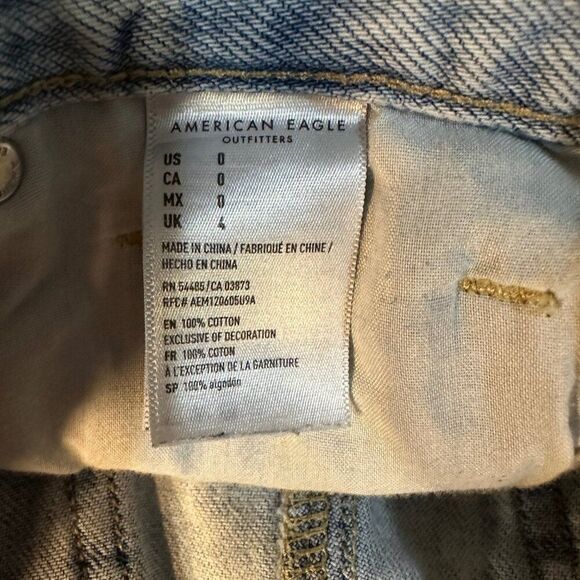 AMERICAN EAGLE
OUTFITTERS
US 0
CA 0
MX 0
UK 4
MADE IN CHINA / FABRIQUÉ EN CHINE /
HECHO EN CHINA
RN 54485/CA 03873
RFC# AEM120605U9A
EN 100% COTTON
EXCLUSIVE OF DECORATION
FR 100% COTON
À L'EXCEPTION DE LA GARNITURE
SP 100% algodón